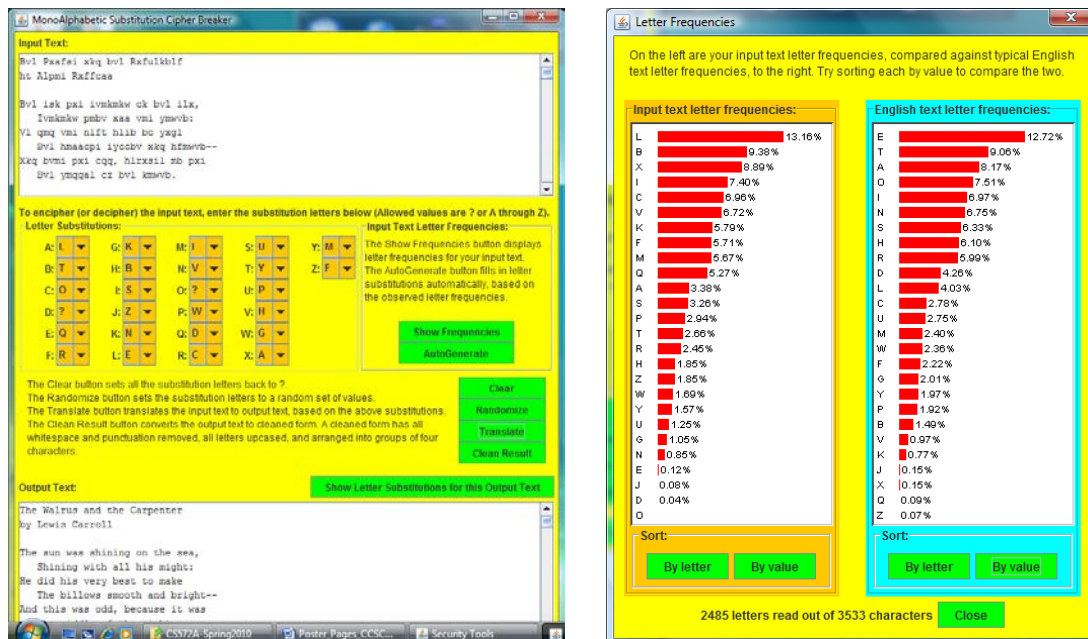 MonoAlphabetic Substitution Cipher Breaker
Input Text:
Bvl Pxafsi xkq bvl Rxfulkblf
ht Alpmi Rxffcaa
Bvl isk pxi ivmkmkw ck bvl ilx,
Ivmkmkw pmbv xaa vmi ymwvb:
Vl qmq vmi nlft hlib bc yxgl
Bvl hmaacpi iyccbv xkq hfmwvb--
Xkq bvmi pxi cqq, hlrxsil mb pxi
Bvl ymqqal cz bvl kmwvb.
To encipher (or decipher) the input text, enter the substitution letters below (Allowed values are ? or A through Z).
Letter Substitutions:
A: L
G: K
M: I
S: U
Y: M
B: T
H: B
N: V
T: Y
Z: F
C: O
I: S
O: ?
U: P
D: ?
J: Z
P: W
V: H
E: Q
K: N
Q: D
W: G
F: R
L: E
R: C
X: A
Input Text Letter Frequencies:
The Show Frequencies button displays
letter frequencies for your input text.
The AutoGenerate button fills in letter
substitutions automatically, based on
the observed letter frequencies.
Show Frequencies
AutoGenerate
The Clear button sets all the substitution letters back to ?.
The Randomize button sets the substitution letters to a random set of values.
The Translate button translates the input text to output text, based on the above substitutions.
The Clean Result button converts the output text to cleaned form. A cleaned form has all
whitespace and punctuation removed, all letters upcased, and arranged into groups of four
characters.
Clear
Randomize
Translate
Clean Result
Output Text:
Show Letter Substitutions for this Output Text
The Walrus and the Carpenter
by Lewis Carroll
The sun was shining on the sea,
Shining with all his might:
He did his very best to make
The billows smooth and bright--
And this was odd, because it was
CS572A-Spring2010
Poster_Pages_CCSC...
Security Tools
Letter Frequencies
On the left are your input text letter frequencies, compared against typical English
text letter frequencies, to the right. Try sorting each by value to compare the two.
Input text letter frequencies:
L 13.16%
B 9.38%
X 8.89%
I 7.40%
C 6.96%
V 6.72%
K 5.79%
F 5.71%
M 5.67%
Q 5.27%
A 3.38%
S 3.26%
P 2.94%
T 2.66%
R 2.45%
H 1.85%
Z 1.85%
W 1.69%
Y 1.57%
U 1.25%
G 1.05%
N 0.85%
E 0.12%
J 0.08%
D 0.04%
O
Sort:
By letter
By value
English text letter frequencies:
E 12.72%
T 9.06%
A 8.17%
O 7.51%
I 6.97%
N 6.75%
S 6.33%
H 6.10%
R 5.99%
D 4.26%
L 4.03%
C 2.78%
U 2.75%
M 2.40%
W 2.36%
F 2.22%
G 2.01%
Y 1.97%
P 1.92%
B 1.49%
V 0.97%
K 0.77%
J 0.15%
X 0.15%
Q 0.09%
Z 0.07%
Sort:
By letter
By value
2485 letters read out of 3533 characters
Close